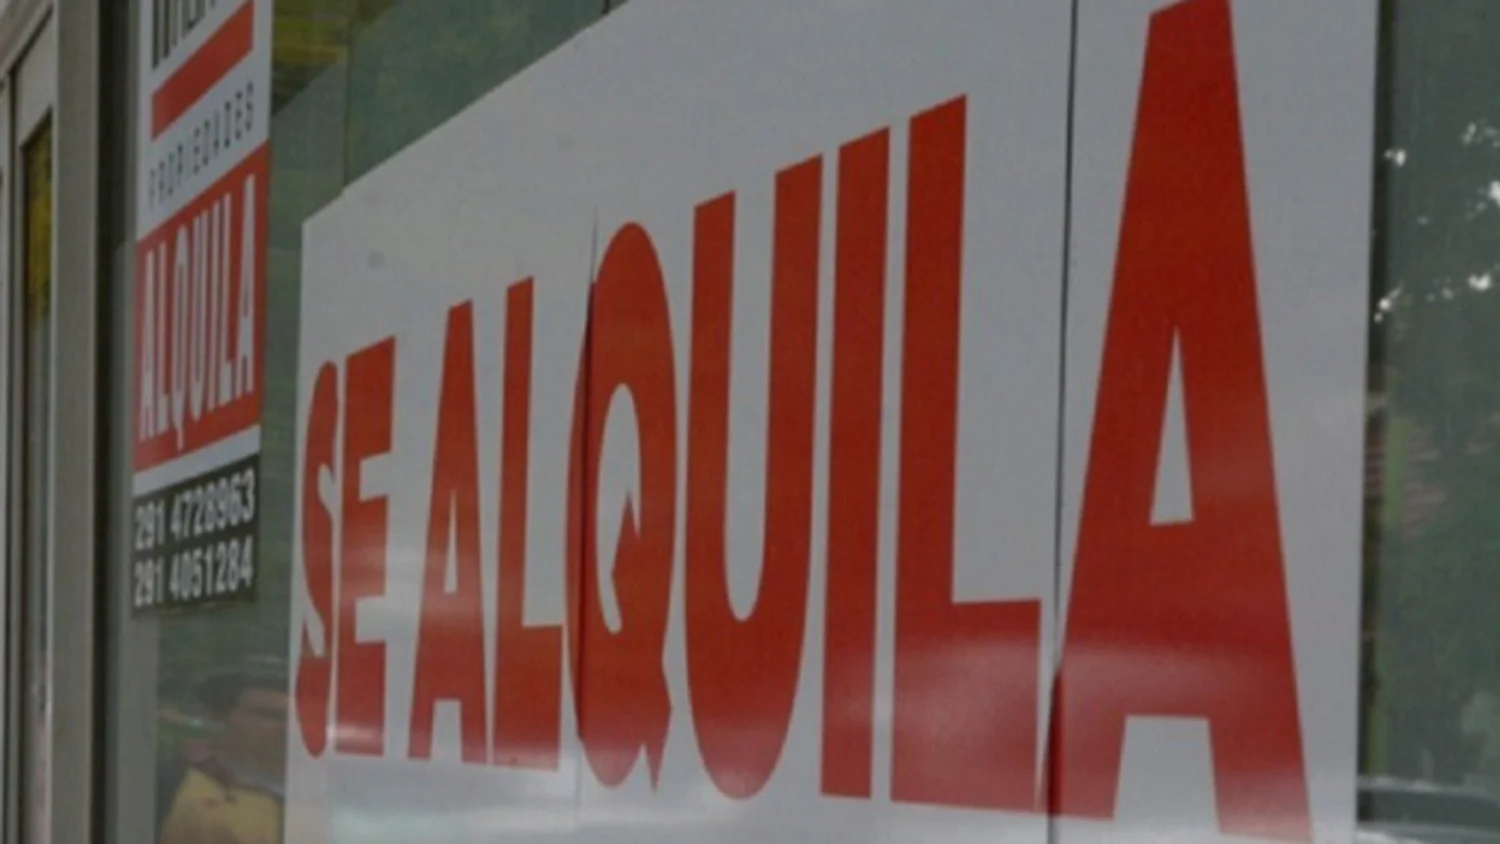 PROPIEDADES
ALQUILA
291 4728963
291 4051284
SE ALQUILA